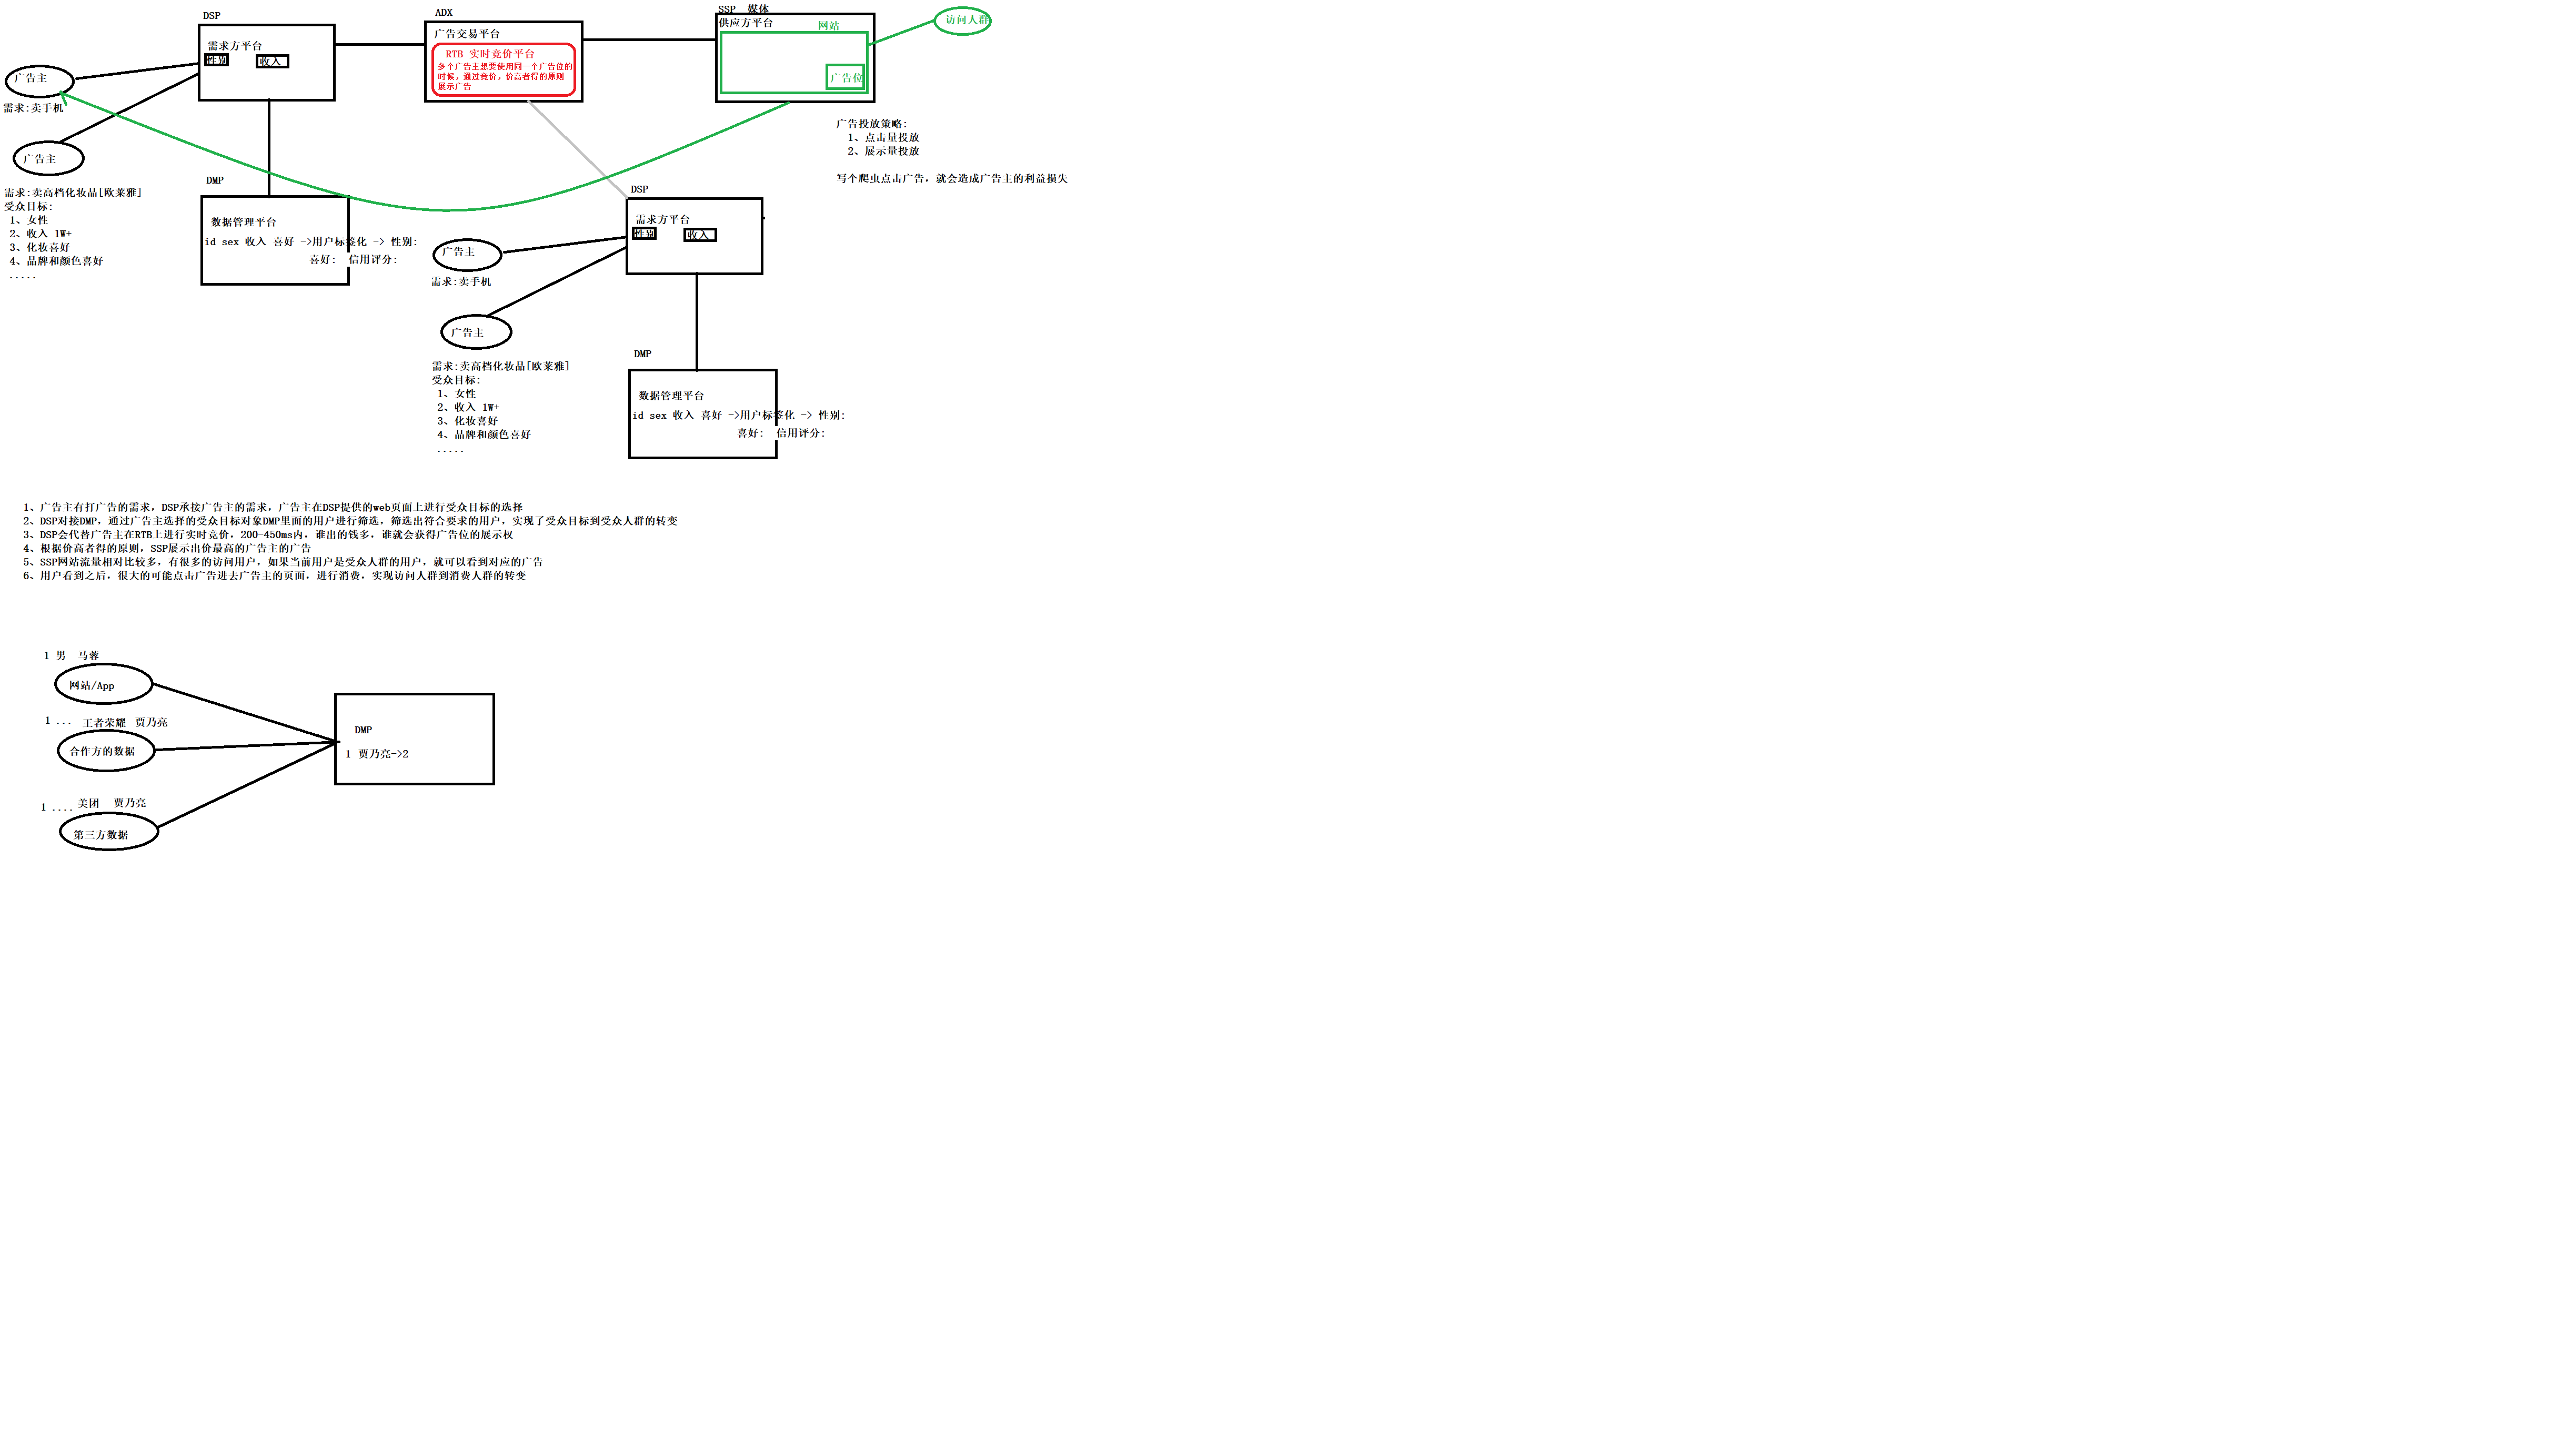 DSP
需求方平台
性别
收入
广告主
需求:卖手机
广告主
需求:卖高档化妆品[欧莱雅]
受众目标:
1、女性
2、收入 1W+
3、化妆喜好
4、品牌和颜色喜好
.....
DMP
数据管理平台
id sex 收入 喜好 ->用户标签化 -> 性别:
喜好: 信用评分:
ADX
广告交易平台
RTB 实时竞价平台
多个广告主想要使用同一个广告位的
时候，通过竞价，价高者得的原则
展示广告
SSP 媒体
供应方平台
网站
广告位
访问人群
广告投放策略:
1、点击量投放
2、展示量投放
写个爬虫点击广告，就会造成广告主的利益损失
DSP
需求方平台
性别
收入
广告主
需求:卖手机
广告主
需求:卖高档化妆品[欧莱雅]
受众目标:
1、女性
2、收入 1W+
3、化妆喜好
4、品牌和颜色喜好
.....
DMP
数据管理平台
id sex 收入 喜好 ->用户标签化 -> 性别:
喜好: 信用评分:
1、广告主有打广告的需求，DSP承接广告主的需求，广告主在DSP提供的web页面上进行受众目标的选择
2、DSP对接DMP，通过广告主选择的受众目标对象DMP里面的用户进行筛选，筛选出符合要求的用户，实现了受众目标到受众人群的转变
3、DSP会代替广告主在RTB上进行实时竞价，200-450ms内，谁出的钱多，谁就会获得广告位的展示权
4、根据价高者得的原则，SSP展示出价最高的广告主的广告
5、SSP网站流量相对比较多，有很多的访问用户，如果当前用户是受众人群的用户，就可以看到对应的广告
6、用户看到之后，很大的可能点击广告进去广告主的页面，进行消费，实现访问人群到消费人群的转变
1 男 马蓉
网站/App
1 ... 王者荣耀 贾乃亮
合作方的数据
1 .... 美团 贾乃亮
第三方数据
DMP
1 贾乃亮->2